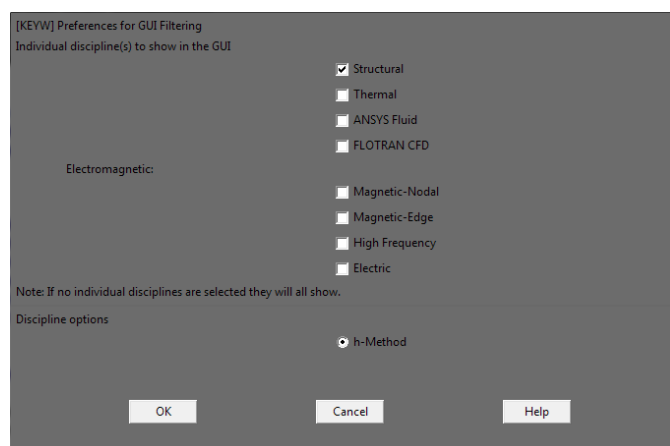 [KEYW] Preferences for GUI Filtering
Individual discipline(s) to show in the GUI
Structural
Thermal
ANSYS Fluid
FLOTRAN CFD
Electromagnetic:
Magnetic-Nodal
Magnetic-Edge
High Frequency
Electric
Note: If no individual disciplines are selected they will all show.
Discipline options
h-Method
OK Cancel Help